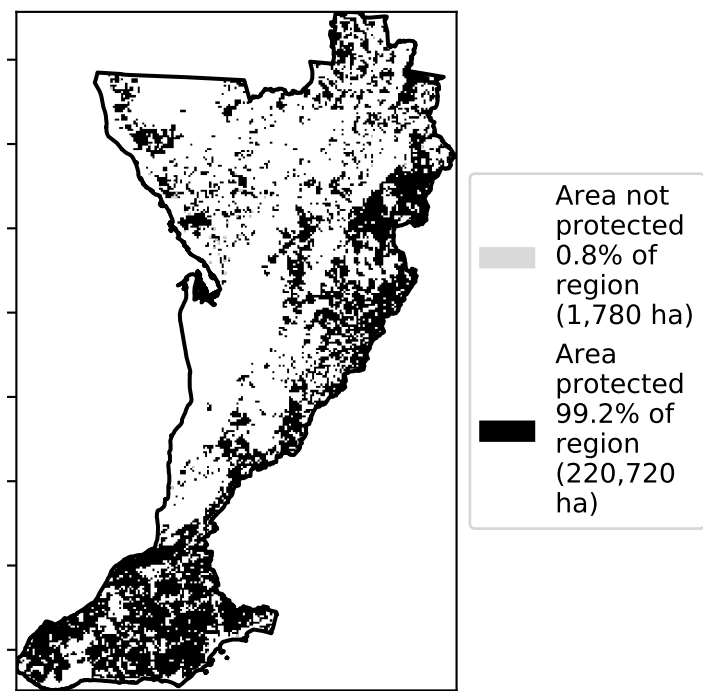 Area not
protected
0.8% of
region
(1,780 ha)
Area
protected
99.2% of
region
(220,720
ha)